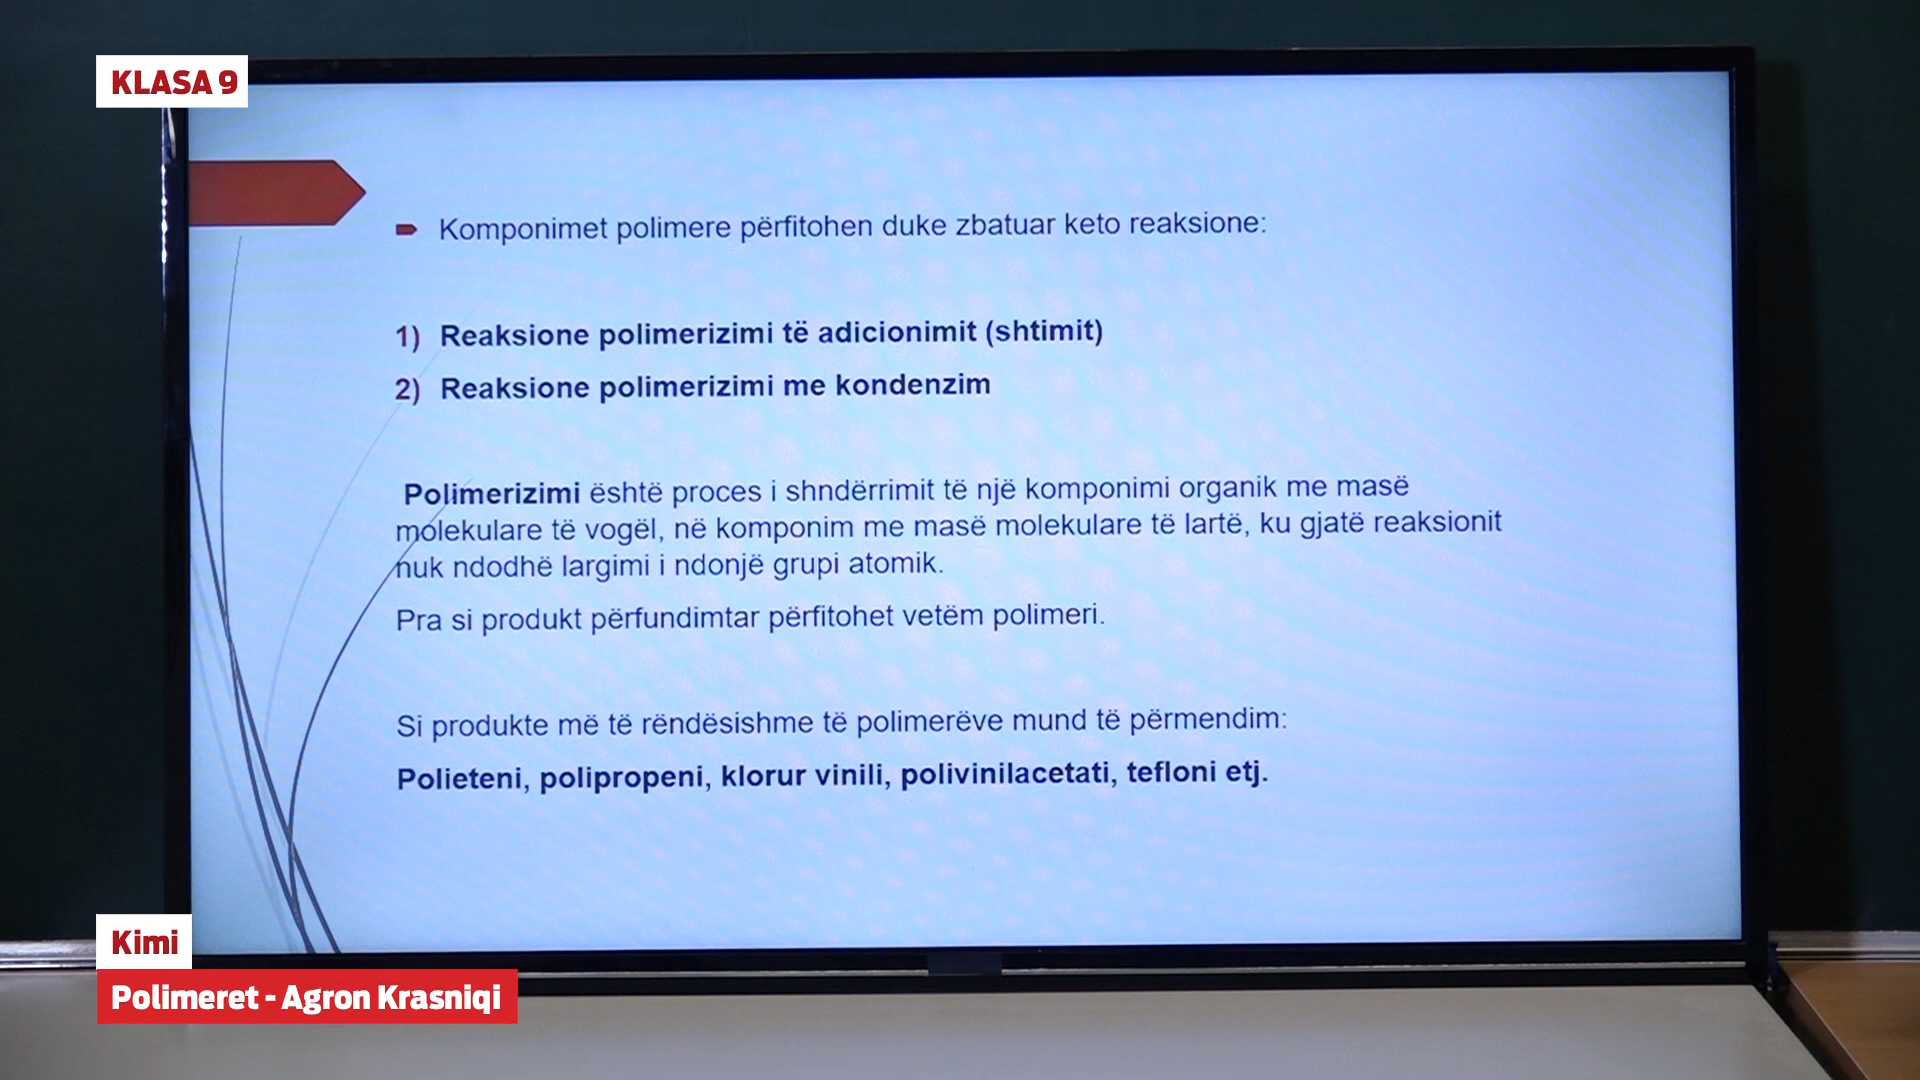 KLASA 9
Komponimet polimere përfitohen duke zbatuar keto reaksione:
1) Reaksione polimerizimi të adicionimit (shtimit)
2) Reaksione polimerizimi me kondenzim
Polimerizimi është proces i shndërrimit të një komponimi organik me masë
molekulare të vogël, në komponim me masë molekulare të lartë, ku gjatë reaksionit
nuk ndodhë largimi i ndonjë grupi atomik.
Pra si produkt përfundimtar përfitohet vetëm polimeri.
Si produkte më të rëndësishme të polimerëve mund të përmendim:
Polieteni, polipropeni, klorur vinili, polivinilacetati, tefloni etj.
Kimi
Polimeret - Agron Krasniqi